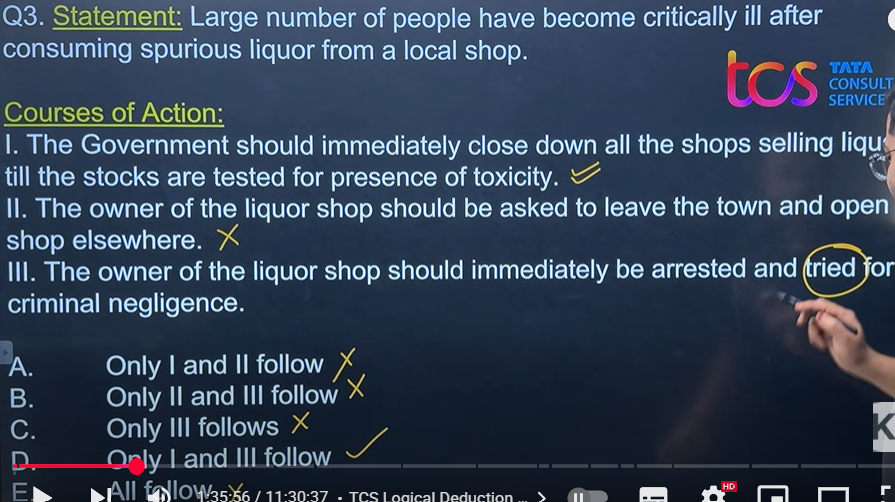 Q3. Statement: Large number of people have become critically ill after
consuming spurious liquor from a local shop.
tcs TATA
CONSULT
SERVICE
Courses of Action:
I. The Government should immediately close down all the shops selling liqu
till the stocks are tested for presence of toxicity.
II. The owner of the liquor shop should be asked to leave the town and open
shop elsewhere.
III. The owner of the liquor shop should immediately be arrested and tried for
criminal negligence.
A. Only I and II follow
B. Only II and III follow
C. Only III follows
K
D. Only I and III follow
E. All follow
1:35:56 / 11:30:37 • TCS Logical Deduction ...
HD